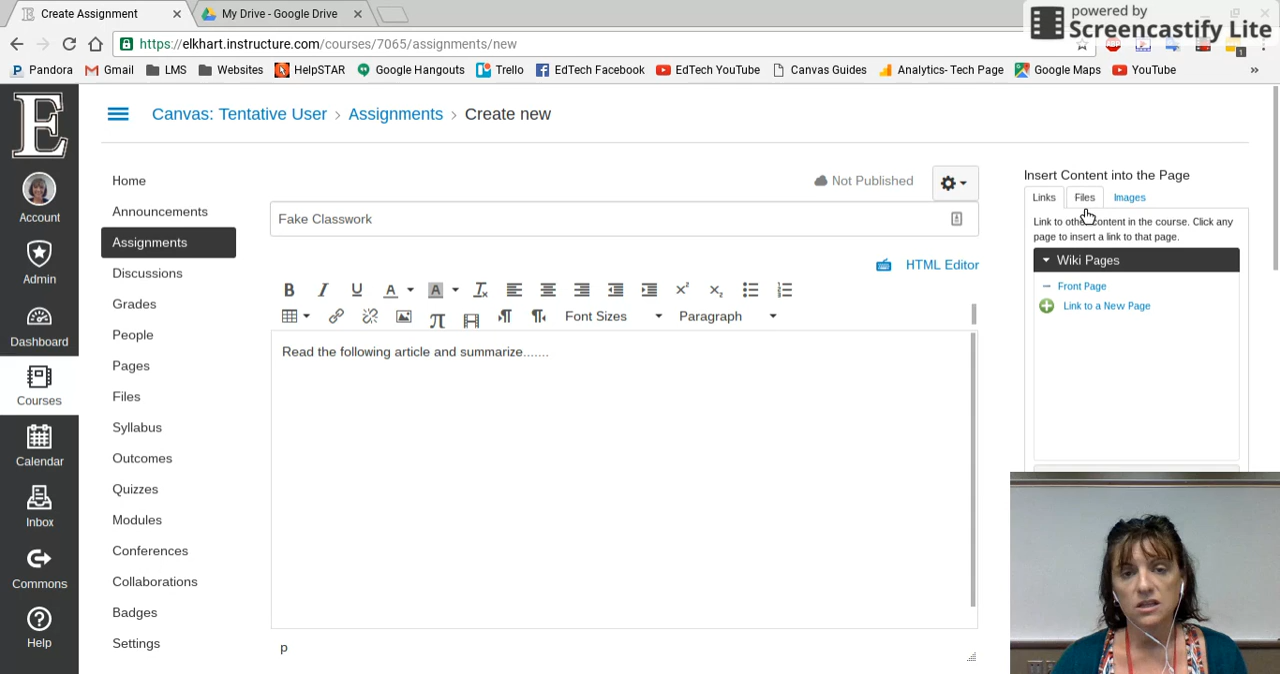 Create Assignment
My Drive - Google Drive
powered by
Screencastify Lite
https://elkhart.instructure.com/courses/7065/assignments/new
1
Pandora
Gmail
LMS
Websites
HelpSTAR
Google Hangouts
Trello
EdTech Facebook
EdTech YouTube
Canvas Guides
Analytics- Tech Page
Google Maps
YouTube
»
E
Account
Admin
Dashboard
Courses
Calendar
Inbox
Commons
Help
Canvas: Tentative User > Assignments > Create new
Home
Announcements
Assignments
Discussions
Grades
People
Pages
Files
Syllabus
Outcomes
Quizzes
Modules
Conferences
Collaborations
Badges
Settings
Not Published
Fake Classwork
HTML Editor
Font Sizes
Paragraph
Read the following article and summarize.......
p
Insert Content into the Page
Links
Files
Images
Link to other content in the course. Click any
page to insert a link to that page.
Wiki Pages
Front Page
Link to a New Page